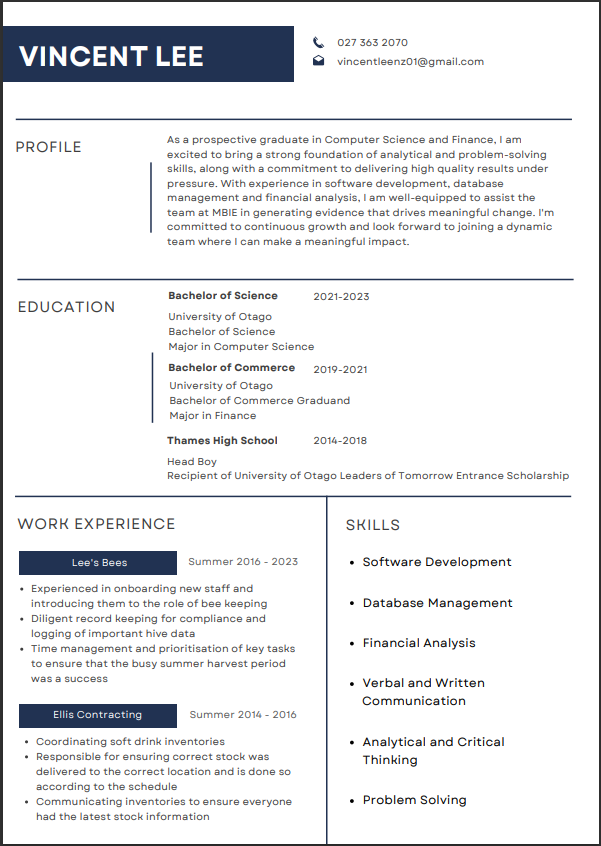 VINCENT LEE
027 363 2070
vincentleenz01@gmail.com
PROFILE
As a prospective graduate in Computer Science and Finance, I am
excited to bring a strong foundation of analytical and problem-solving
skills, along with a commitment to delivering high quality results under
pressure. With experience in software development, database
management and financial analysis, I am well-equipped to assist the
team at MBIE in generating evidence that drives meaningful change. I'm
committed to continuous growth and look forward to joining a dynamic
team where I can make a meaningful impact.
EDUCATION
Bachelor of Science 2021-2023
University of Otago
Bachelor of Science
Major in Computer Science
Bachelor of Commerce 2019-2021
University of Otago
Bachelor of Commerce Graduand
Major in Finance
Thames High School 2014-2018
Head Boy
Recipient of University of Otago Leaders of Tomorrow Entrance Scholarship
WORK EXPERIENCE
Lee's Bees Summer 2016 - 2023
• Experienced in onboarding new staff and
introducing them to the role of bee keeping
• Diligent record keeping for compliance and
logging of important hive data
• Time management and prioritisation of key tasks
to ensure that the busy summer harvest period
was a success
Ellis Contracting Summer 2014 - 2016
• Coordinating soft drink inventories
• Responsible for ensuring correct stock was
delivered to the correct location and is done so
according to the schedule
• Communicating inventories to ensure everyone
had the latest stock information
SKILLS
• Software Development
• Database Management
• Financial Analysis
• Verbal and Written
Communication
• Analytical and Critical
Thinking
• Problem Solving